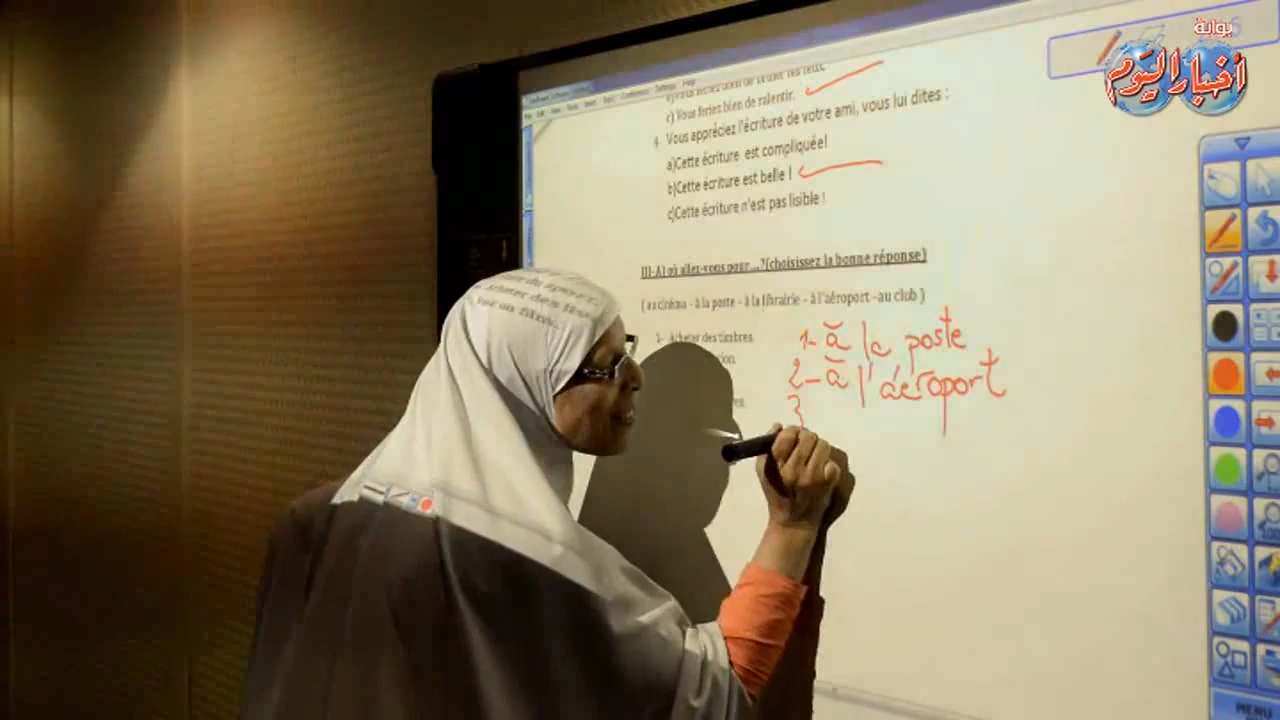 بوابة
أخبار اليوم
c) Vous feriez bien de ralentir.
4- Vous appréciez l'écriture de votre ami, vous lui dites :
a)Cette écriture est compliquée!
b)Cette écriture est belle !
c)Cette écriture n'est pas lisible !
III-A) où allez-vous pour...?(choisissez la bonne réponse)
( au cinéma - à la poste - à la librairie - à l'aéroport -au club )
1- Acheter des timbres
1- à la poste
2- à l'aéroport
3
MENU